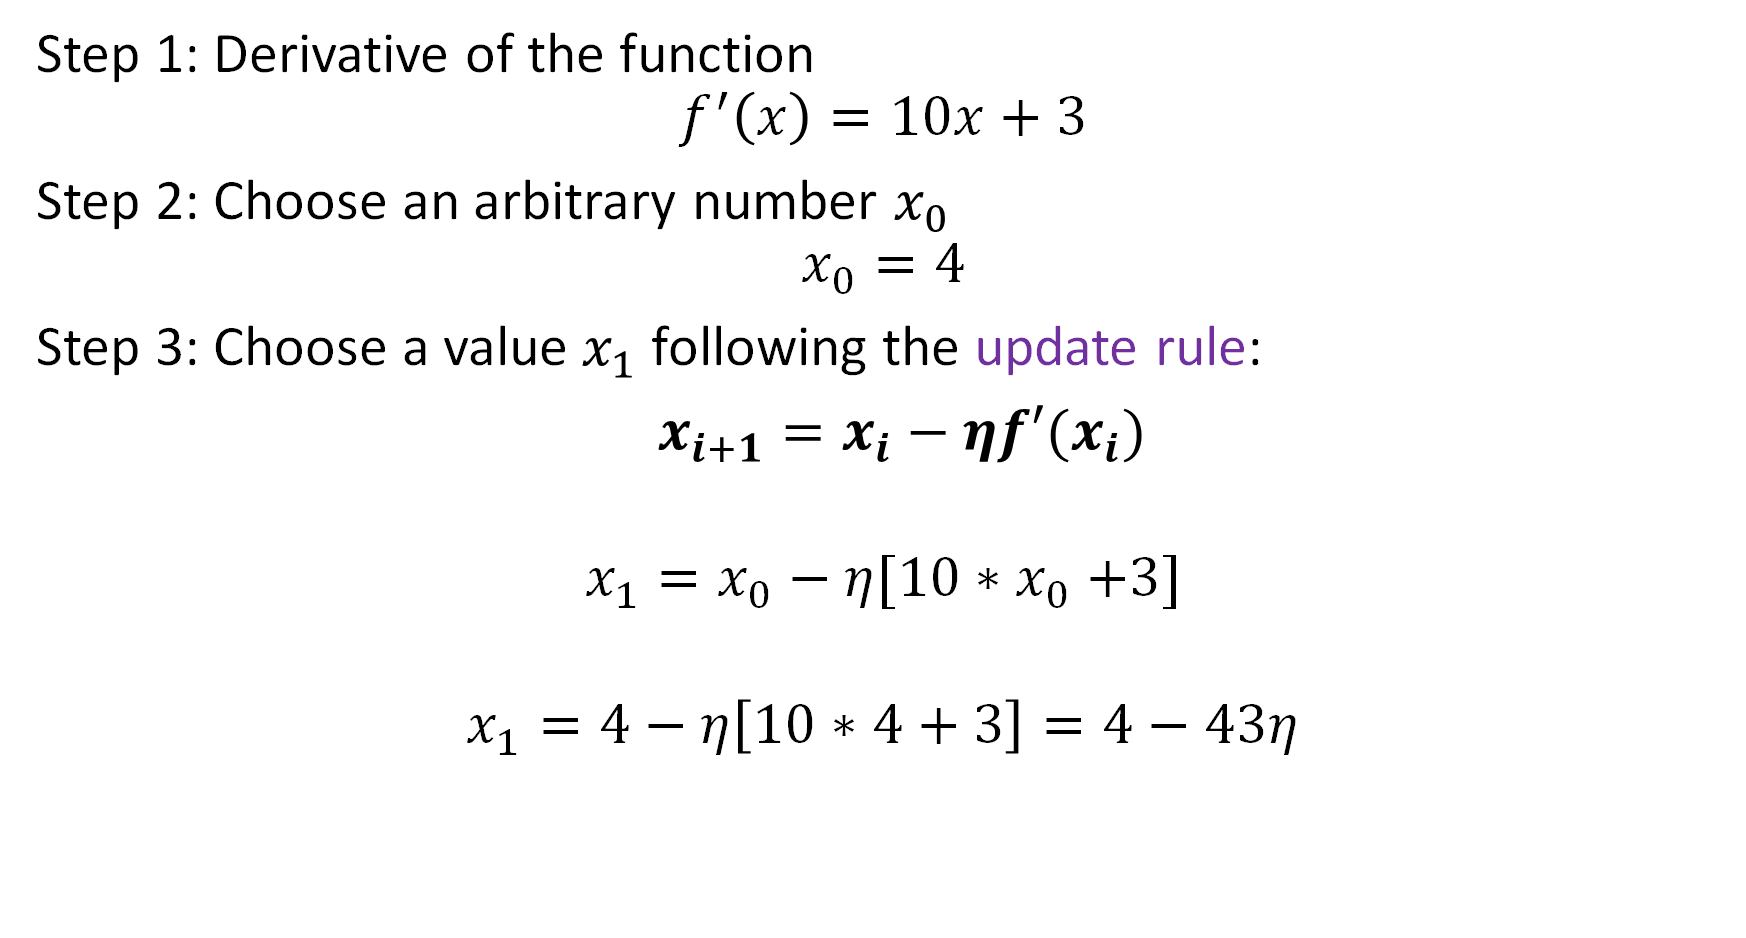 Step 1: Derivative of the function
f′(x) = 10x + 3
Step 2: Choose an arbitrary number x₀
x₀ = 4
Step 3: Choose a value x₁ following the update rule:
xᵢ₊₁ = xᵢ − ηf′(xᵢ)
x₁ = x₀ − η[10 ∗ x₀ +3]
x₁ = 4 − η[10 ∗ 4 + 3] = 4 − 43η